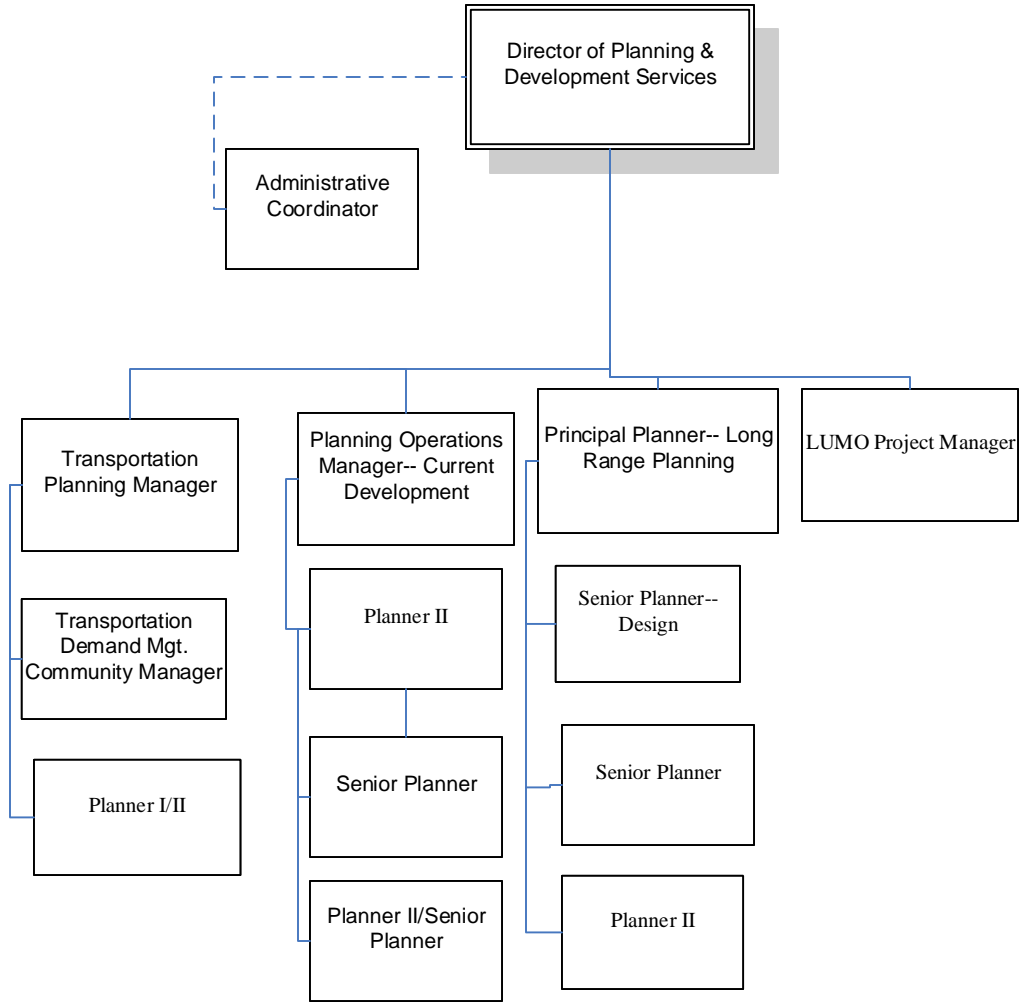 Director of Planning &
Development Services
Administrative
Coordinator
Transportation
Planning Manager
Planning Operations
Manager-- Current
Development
Principal Planner-- Long
Range Planning
LUMO Project Manager
Transportation
Demand Mgt.
Community Manager
Planner I/II
Planner II
Senior Planner
Planner II/Senior
Planner
Senior Planner--
Design
Senior Planner
Planner II